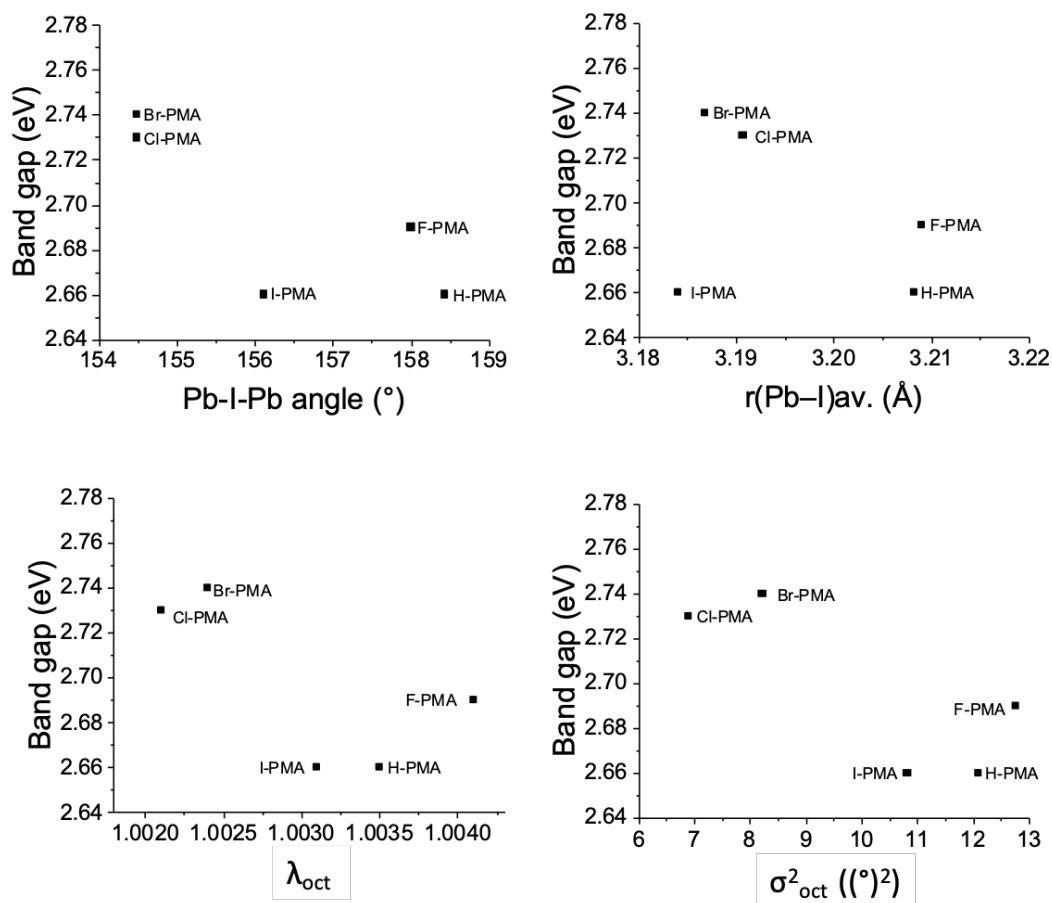 2.78
2.76
2.74
2.72
2.70
2.68
2.66
2.64
Band gap (eV)
Br-PMA
Cl-PMA
F-PMA
I-PMA
H-PMA
154 155 156 157 158 159
Pb-I-Pb angle (°)
2.78
2.76
2.74
2.72
2.70
2.68
2.66
2.64
Band gap (eV)
Br-PMA
Cl-PMA
F-PMA
I-PMA
H-PMA
3.18 3.19 3.20 3.21 3.22
r(Pb–I)av. (Å)
2.78
2.76
2.74
2.72
2.70
2.68
2.66
2.64
Band gap (eV)
Br-PMA
Cl-PMA
F-PMA
I-PMA
H-PMA
1.0020 1.0025 1.0030 1.0035 1.0040
λoct
2.78
2.76
2.74
2.72
2.70
2.68
2.66
2.64
Band gap (eV)
Br-PMA
Cl-PMA
F-PMA
I-PMA
H-PMA
6 7 8 9 10 11 12 13
σ²oct ((°)²)